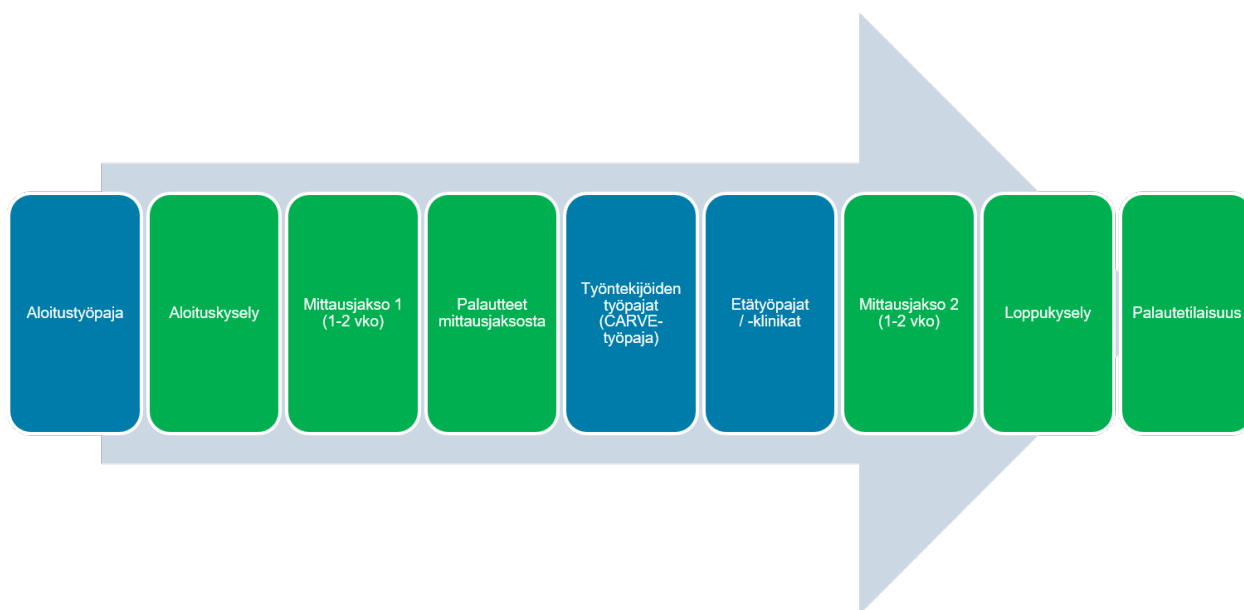 Aloitustyöpaja
Aloituskysely
Mittausjakso 1
(1-2 vko)
Palautteet
mittausjaksosta
Työntekijöiden
työpajat
(CARVE-
työpaja)
Etätyöpajat
/ -klinikat
Mittausjakso 2
(1-2 vko)
Loppukysely
Palautetilaisuus